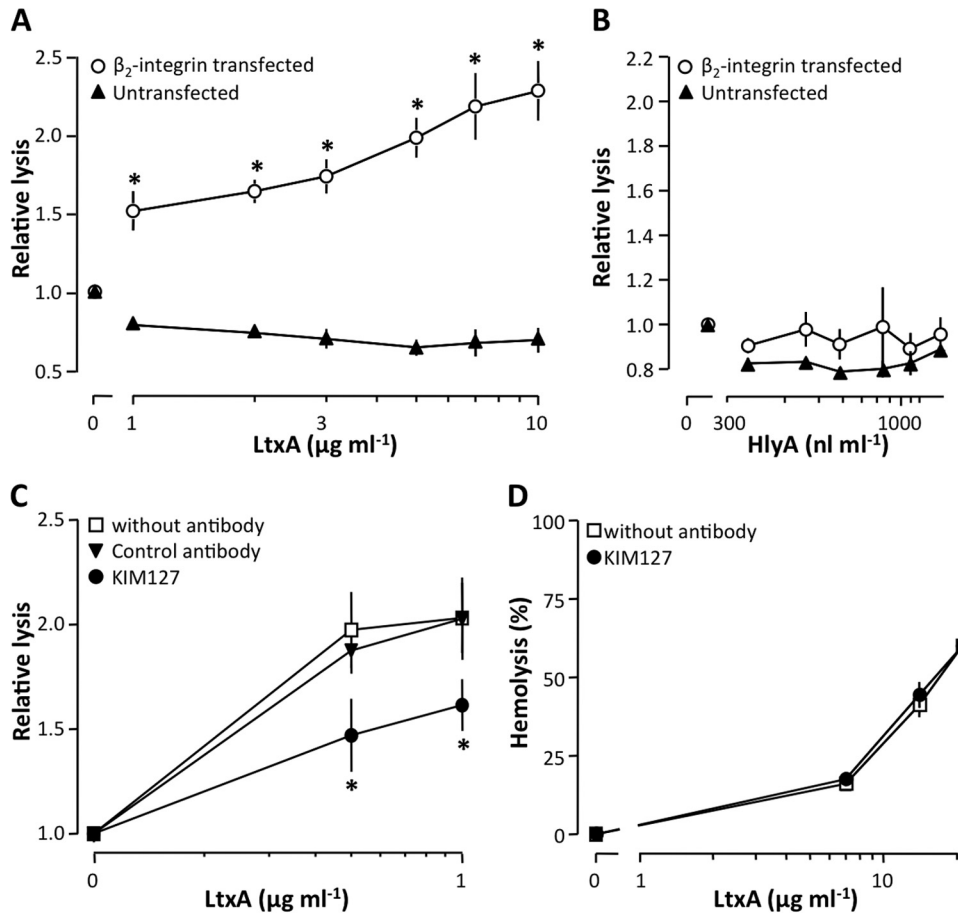 A
β₂-integrin transfected
Untransfected
Relative lysis
2.5
2.0
1.5
1.0
0.5
* * * * * *
0 1 3 10
LtxA (µg ml⁻¹)
B
β₂-integrin transfected
Untransfected
Relative lysis
2.2
2.0
1.8
1.6
1.4
1.2
1.0
0.8
0 300 1000
HlyA (nl ml⁻¹)
C
without antibody
Control antibody
KIM127
Relative lysis
2.5
2.0
1.5
1.0
* *
0 1
LtxA (µg ml⁻¹)
D
without antibody
KIM127
Hemolysis (%)
100
75
50
25
0
0 1 10
LtxA (µg ml⁻¹)